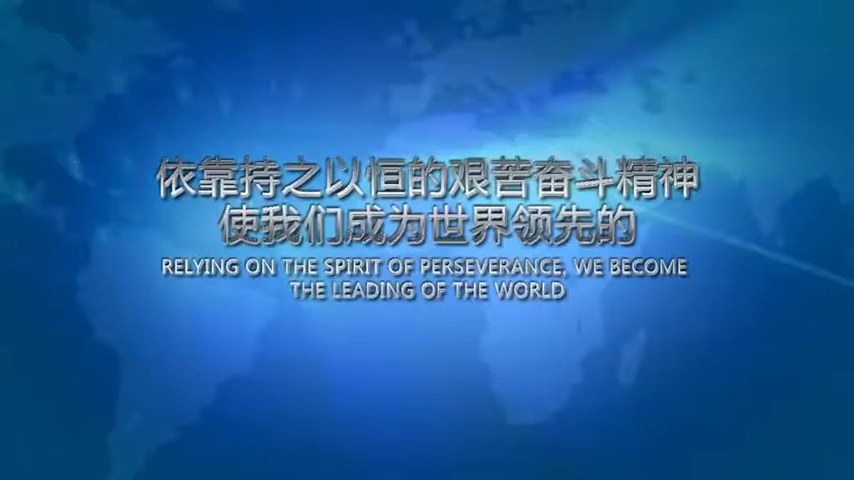 依靠持之以恒的艰苦奋斗精神
使我们成为世界领先的
RELYING ON THE SPIRIT OF PERSEVERANCE, WE BECOME
THE LEADING OF THE WORLD